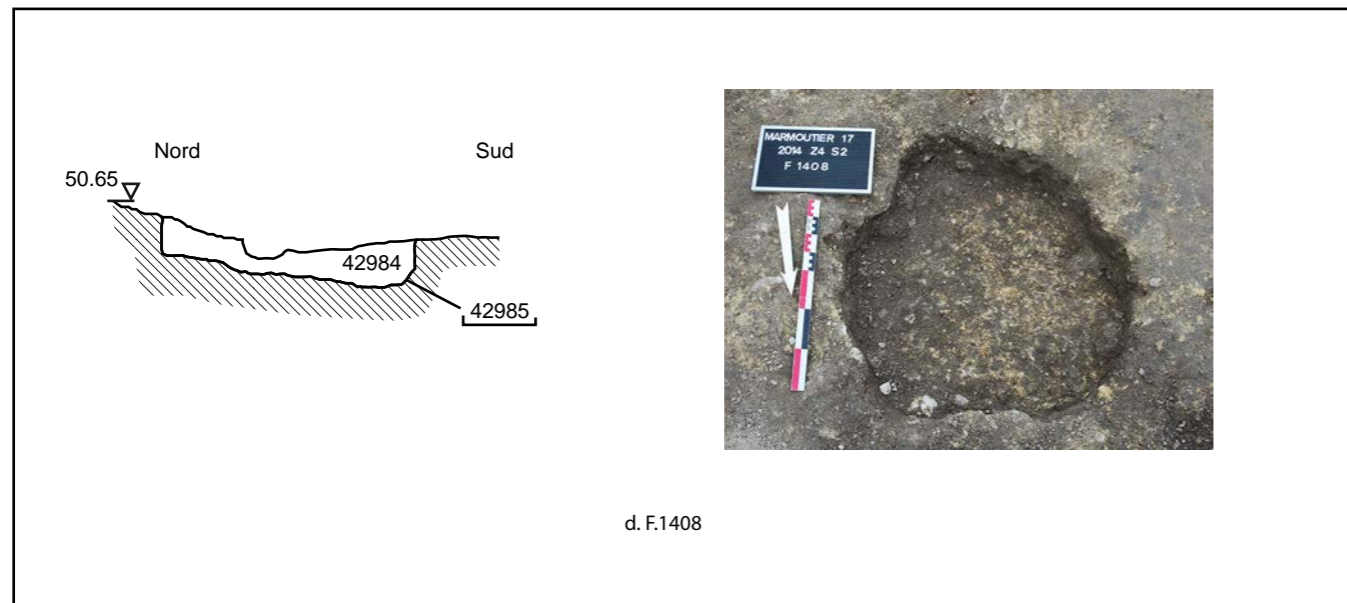 Nord
Sud
50.65
42984
42985
MARMOUTIER 17
2014 Z4 S2
F 1408
d. F.1408